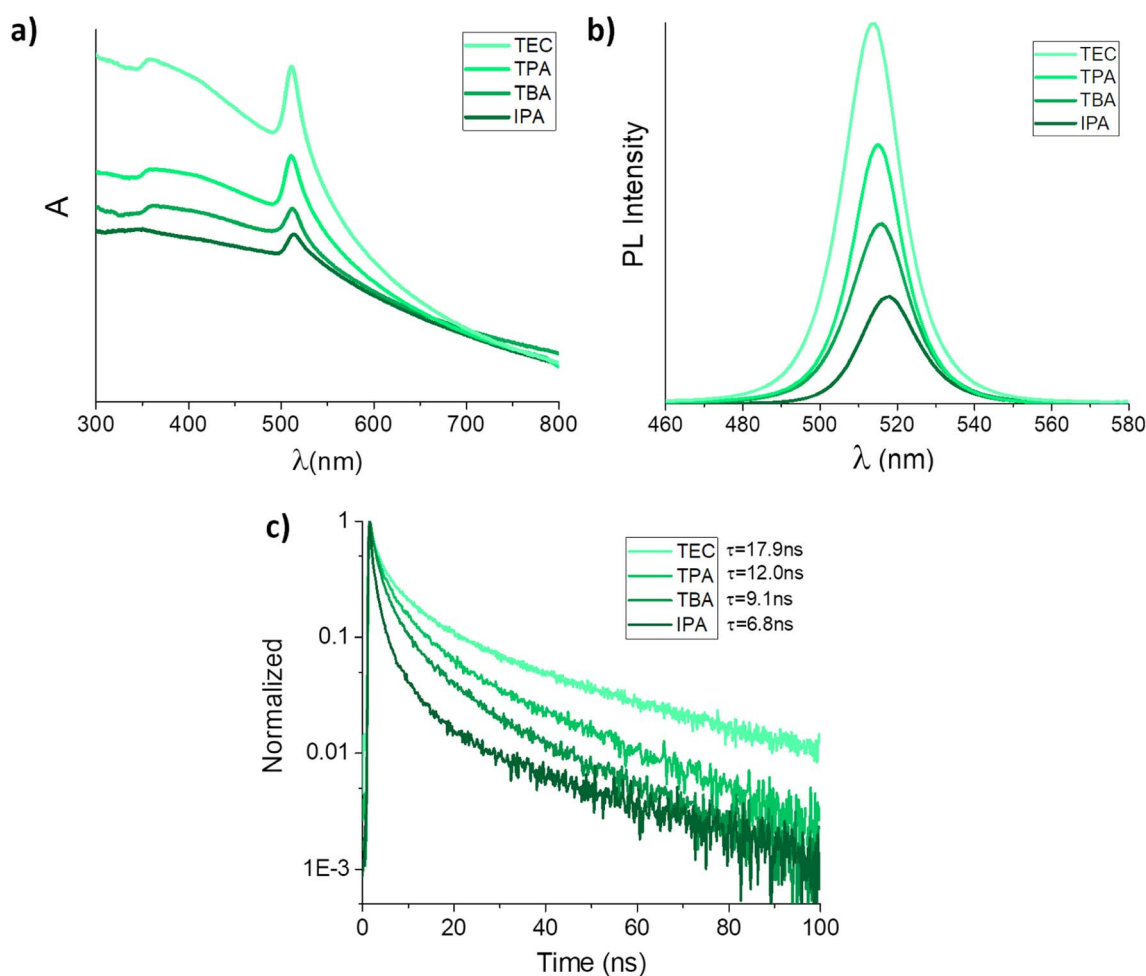 a)
TEC
TPA
TBA
IPA
A
300 400 500 600 700 800
λ(nm)
b)
TEC
TPA
TBA
IPA
PL Intensity
460 480 500 520 540 560 580
λ (nm)
c)
TEC τ=17.9ns
TPA τ=12.0ns
TBA τ=9.1ns
IPA τ=6.8ns
Normalized
1
0.1
0.01
1E-3
0 20 40 60 80 100
Time (ns)